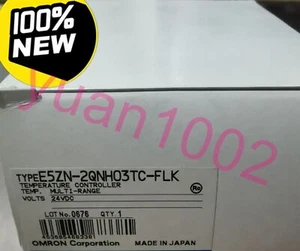 100%
NEW
yuan1002
TYPE E5ZN-2QNH03TC-FLK
TEMPERATURE CONTROLLER
TEMP. MULTI-RANGE
VOLTS 24VDC
LOT No. 0676 QTY. 1
OMRON Corporation MADE IN JAPAN